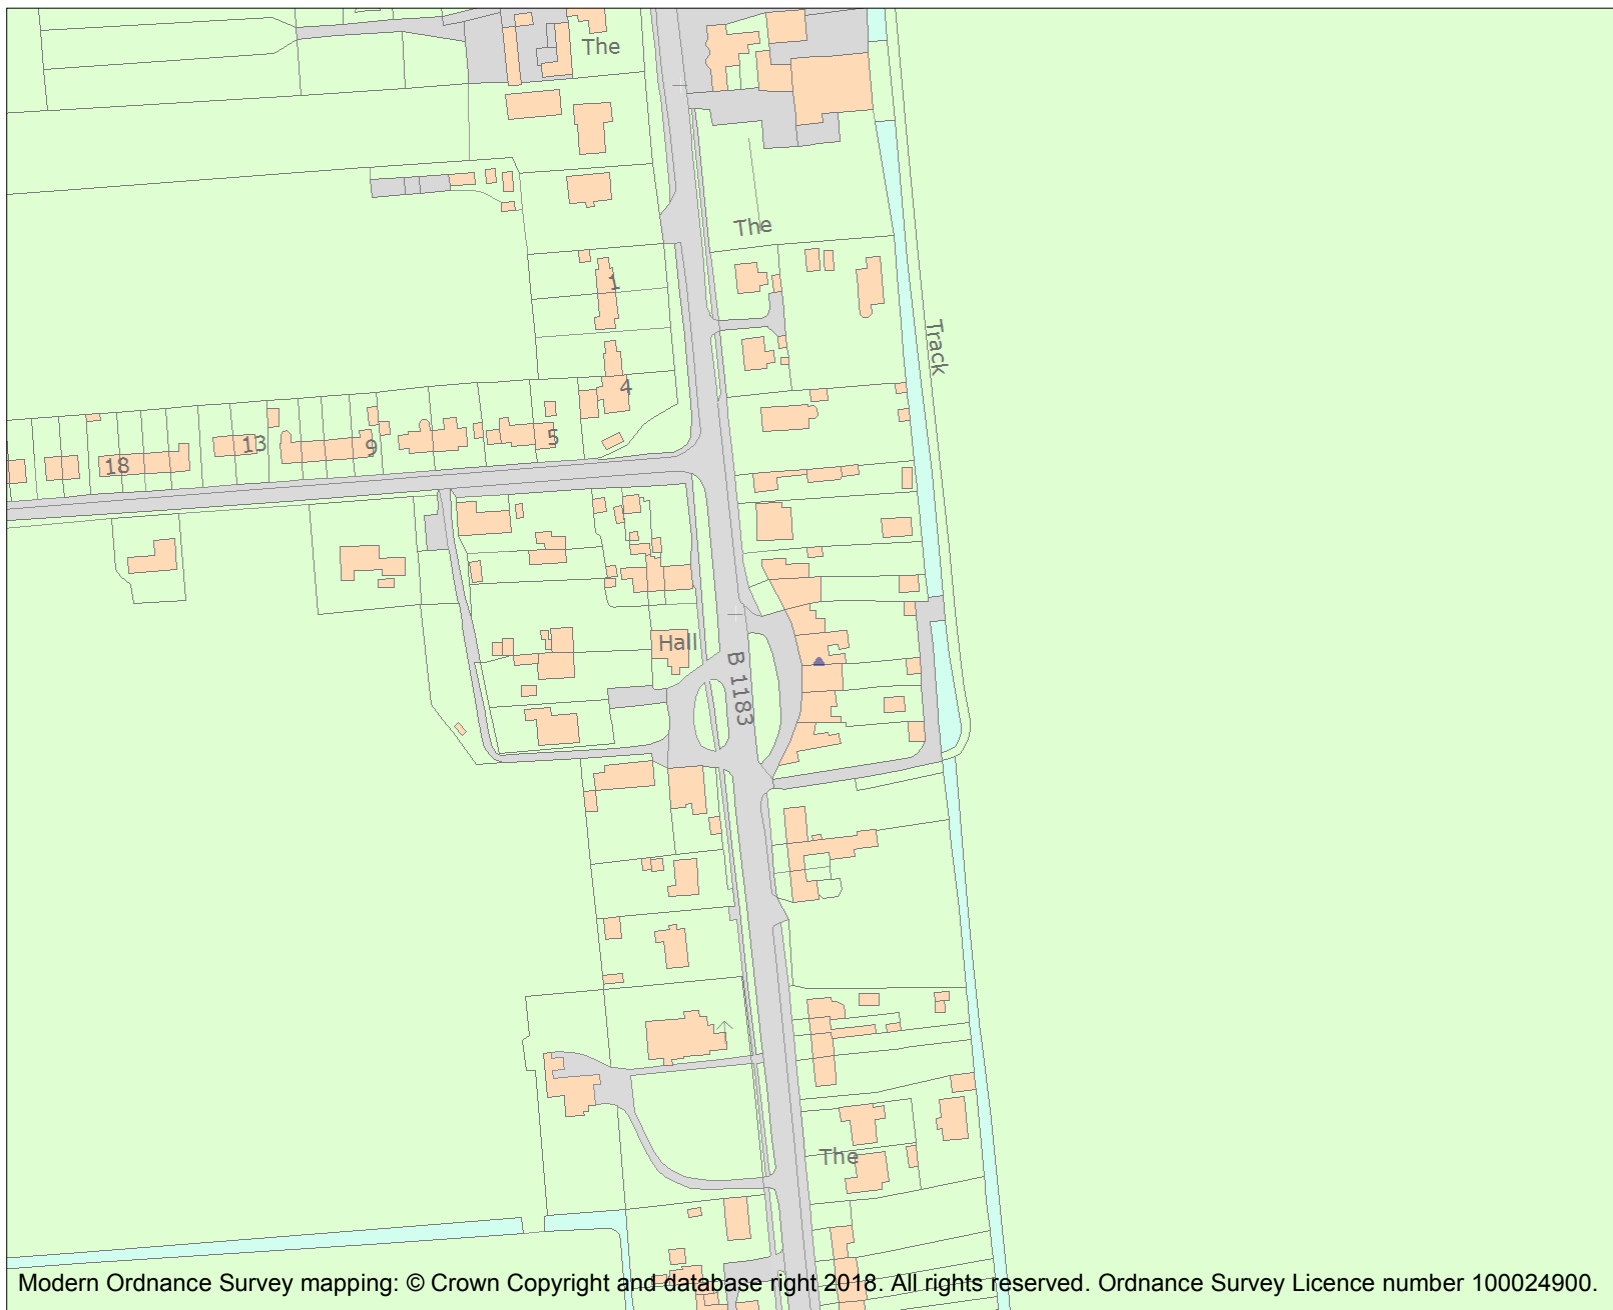 The
The
1
Track
4
5
13
9
18
Hall
B 1183
The
Modern Ordnance Survey mapping: © Crown Copyright and database right 2018. All rights reserved. Ordnance Survey Licence number 100024900.